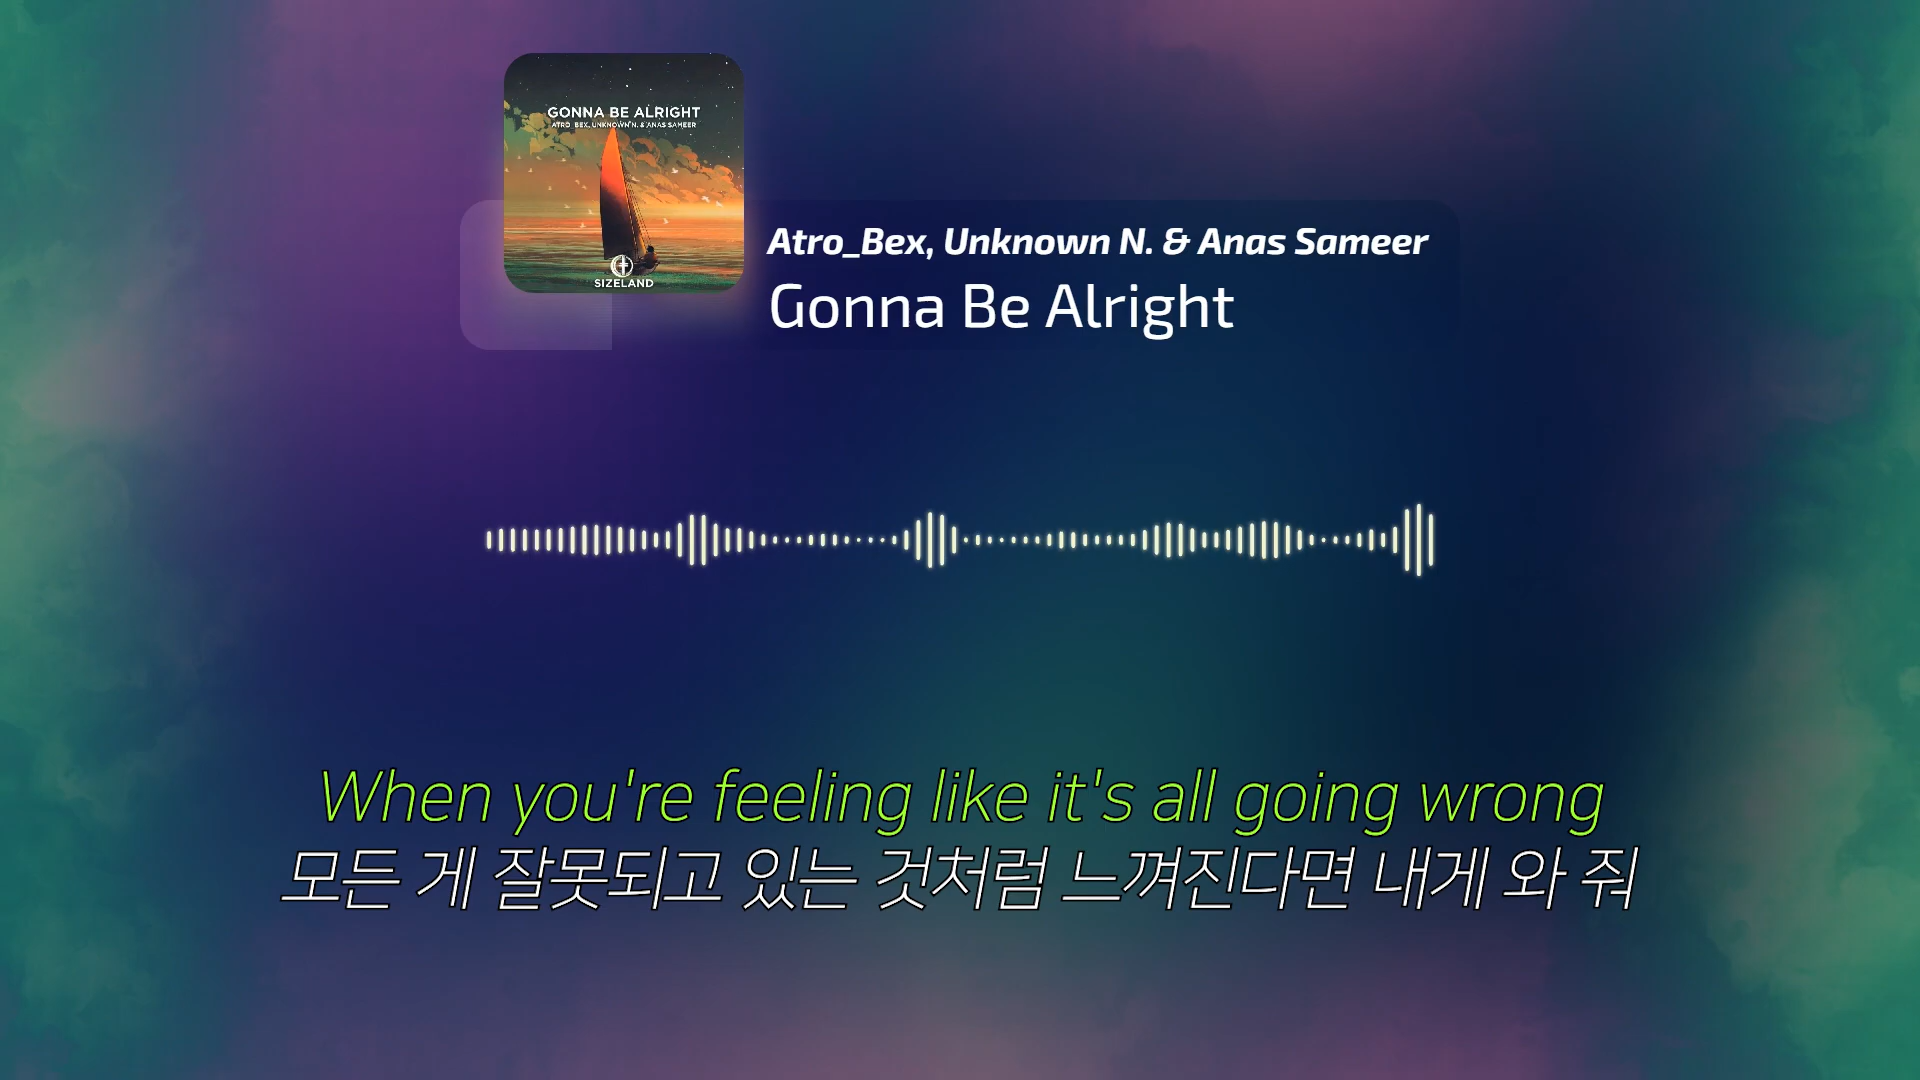 GONNA BE ALRIGHT
ATRO_BEX, UNKNOWN N. & ANAS SAMEER
SIZELAND
Atro_Bex, Unknown N. & Anas Sameer
Gonna Be Alright
When you're feeling like it's all going wrong
모든 게 잘못되고 있는 것처럼 느껴진다면 내게 와 줘